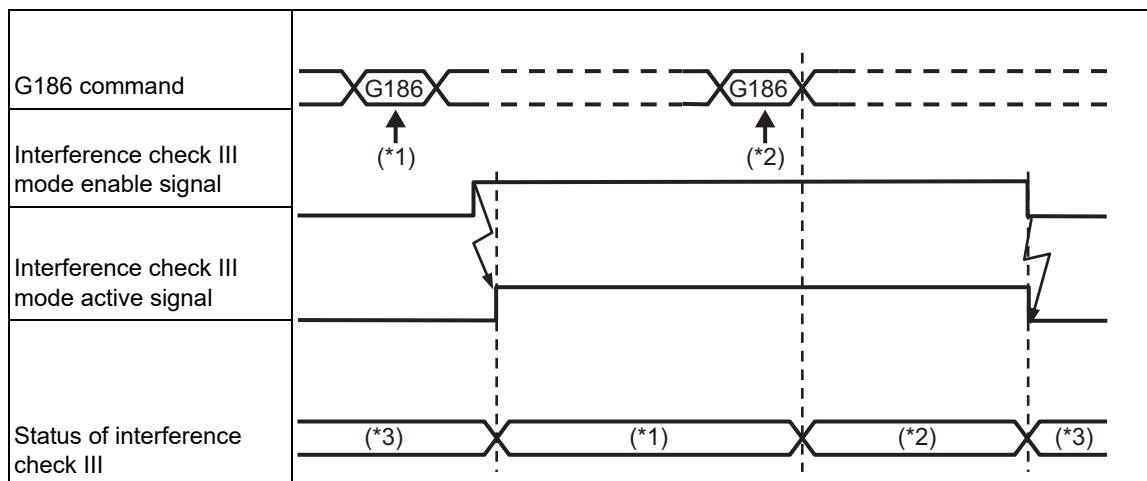 G186 command
G186
G186
(*1)
(*2)
Interference check III
mode enable signal
Interference check III
mode active signal
Status of interference
check III
(*3)
(*1)
(*2)
(*3)